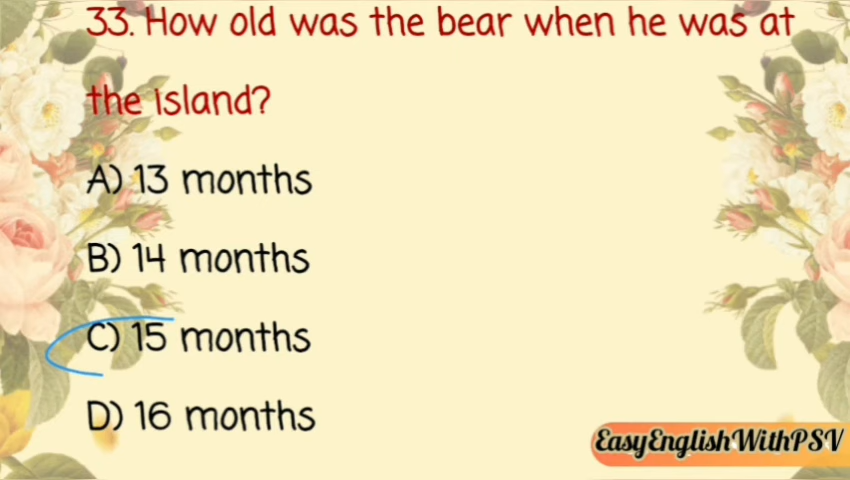 33. How old was the bear when he was at
the island?
A) 13 months
B) 14 months
C) 15 months
D) 16 months
EasyEnglishWithPSV